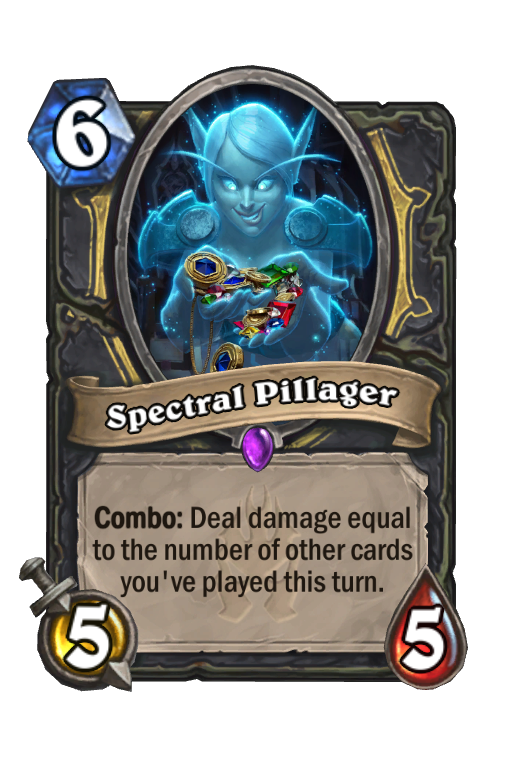 6
Spectral Pillager
Combo: Deal damage equal
to the number of other cards
you've played this turn.
5
5